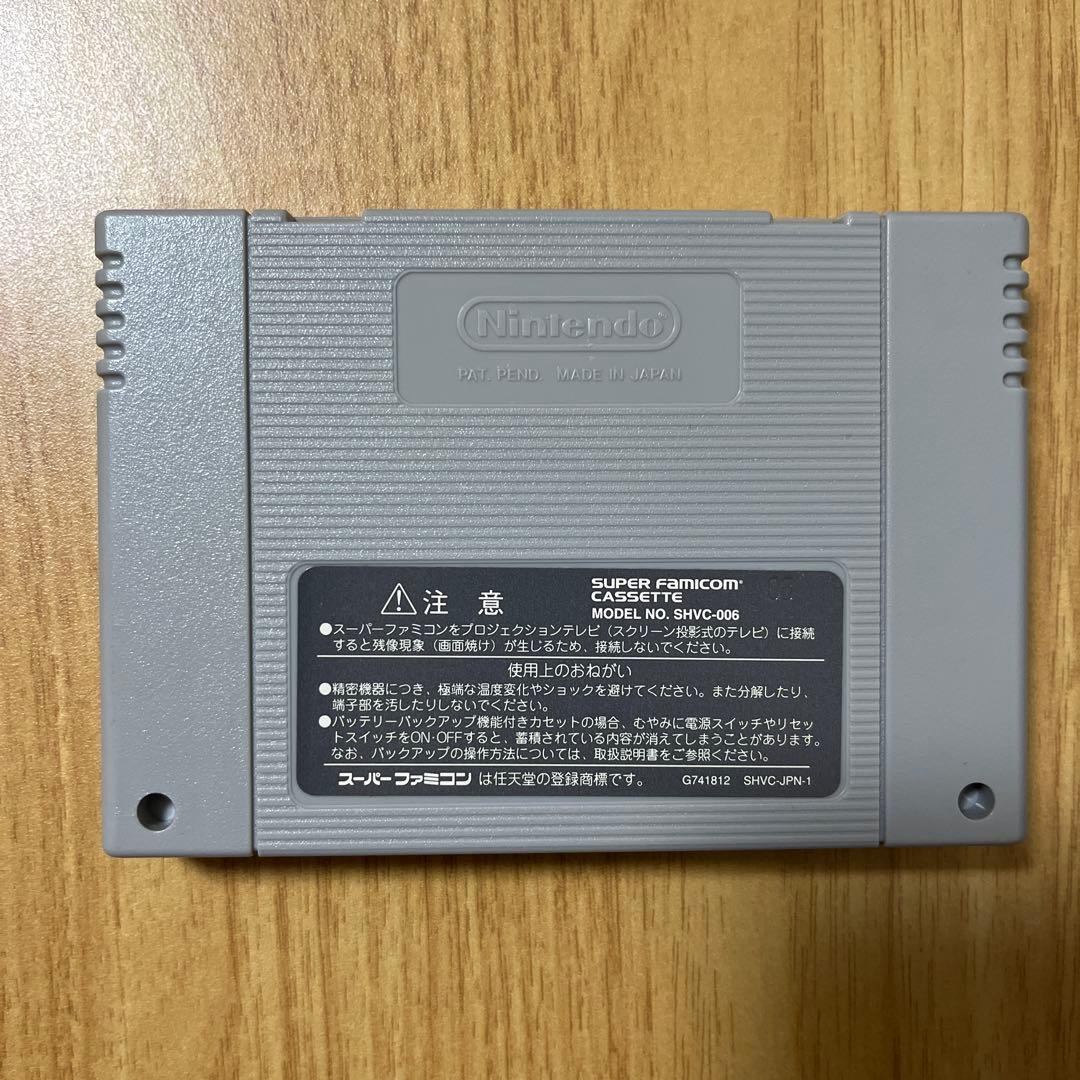 Nintendo®
PAT. PEND. MADE IN JAPAN
⚠注 意
SUPER FAMICOM®
CASSETTE
MODEL NO. SHVC-006
●スーパーファミコンをプロジェクションテレビ（スクリーン投影式のテレビ）に接続
すると残像現象（画面焼け）が生じるため、接続しないでください。
使用上のおねがい
●精密機器につき、極端な温度変化やショックを避けてください。また分解したり、
端子部を汚したりしないでください。
●バッテリーバックアップ機能付きカセットの場合、むやみに電源スイッチやリセッ
トスイッチをON・OFFすると、蓄積されている内容が消えてしまうことがあります。
なお、バックアップの操作方法については、取扱説明書をご参照ください。
スーパーファミコン は任天堂の登録商標です。 G741812 SHVC-JPN-1